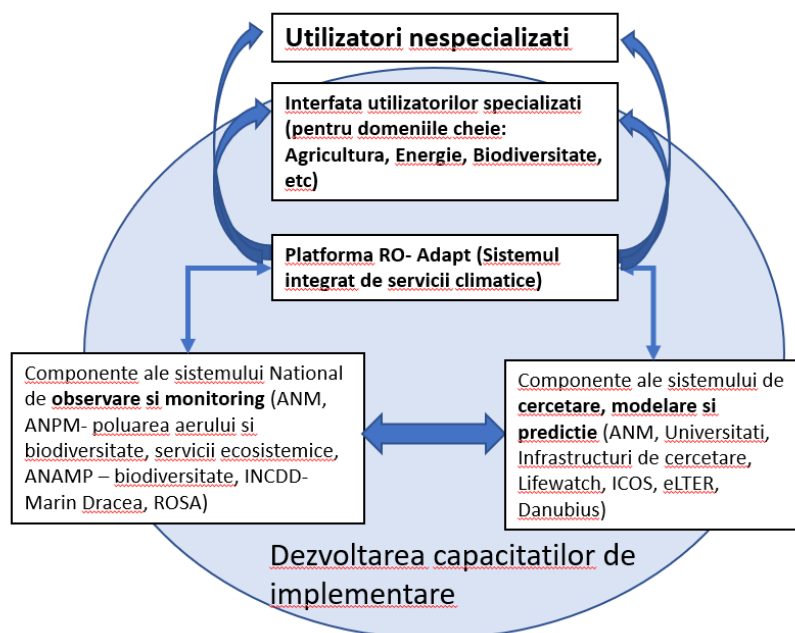 Utilizatori nespecializati
Interfata utilizatorilor specializati
(pentru domeniile cheie:
Agricultura, Energie, Biodiversitate,
etc)
Platforma RO- Adapt (Sistemul
integrat de servicii climatice)
Componente ale sistemului National
de observare si monitoring (ANM,
ANPM- poluarea aerului si
biodiversitate, servicii ecosistemice,
ANAMP – biodiversitate, INCDD-
Marin Dracea, ROSA)
Componente ale sistemului de
cercetare, modelare si
predictie (ANM, Universitati,
Infrastructuri de cercetare,
Lifewatch, ICOS, eLTER,
Danubius)
Dezvoltarea capacitatilor de
implementare